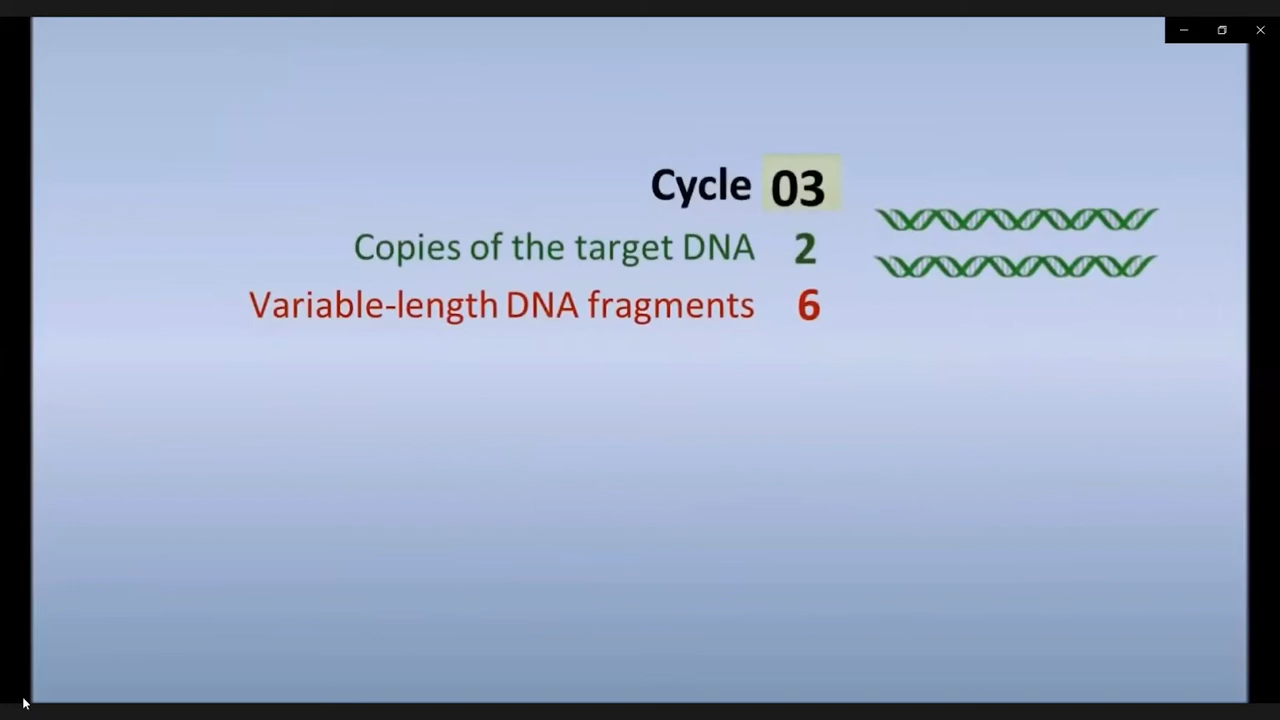 Cycle 03
Copies of the target DNA 2
Variable-length DNA fragments 6